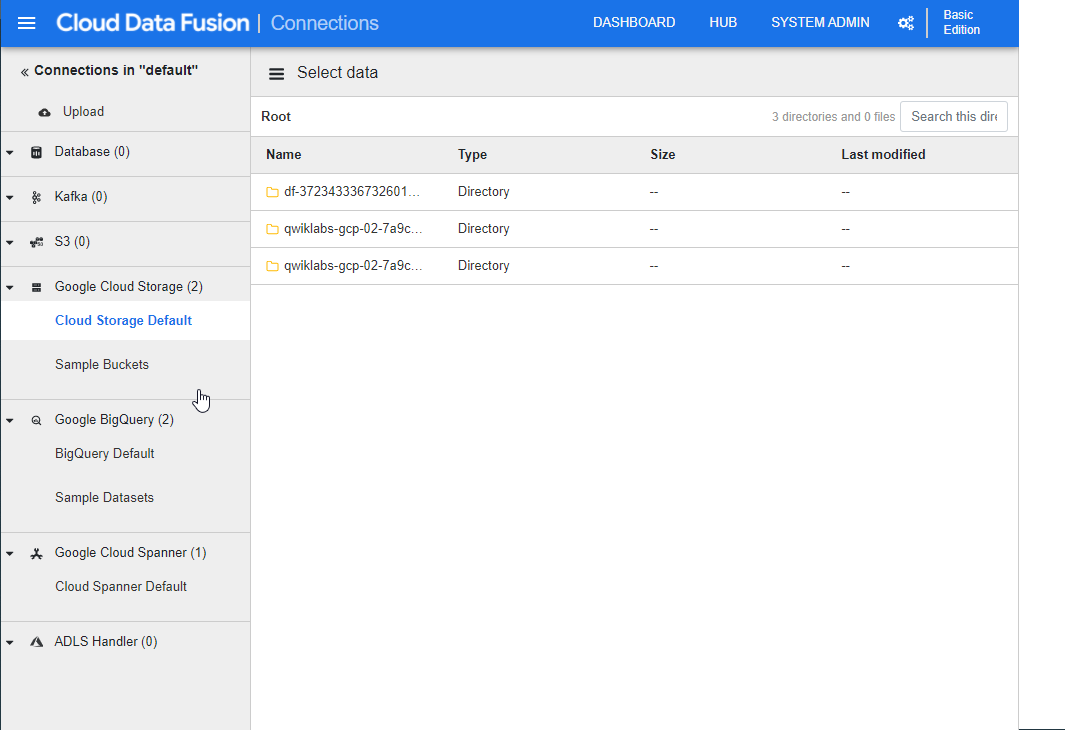 Cloud Data Fusion | Connections
DASHBOARD HUB SYSTEM ADMIN Basic Edition
« Connections in "default"
Upload
Database (0)
Kafka (0)
S3 (0)
Google Cloud Storage (2)
Cloud Storage Default
Sample Buckets
Google BigQuery (2)
BigQuery Default
Sample Datasets
Google Cloud Spanner (1)
Cloud Spanner Default
ADLS Handler (0)
Select data
Root 3 directories and 0 files Search this dire
Name Type Size Last modified
df-372343336732601... Directory -- --
qwiklabs-gcp-02-7a9c... Directory -- --
qwiklabs-gcp-02-7a9c... Directory -- --